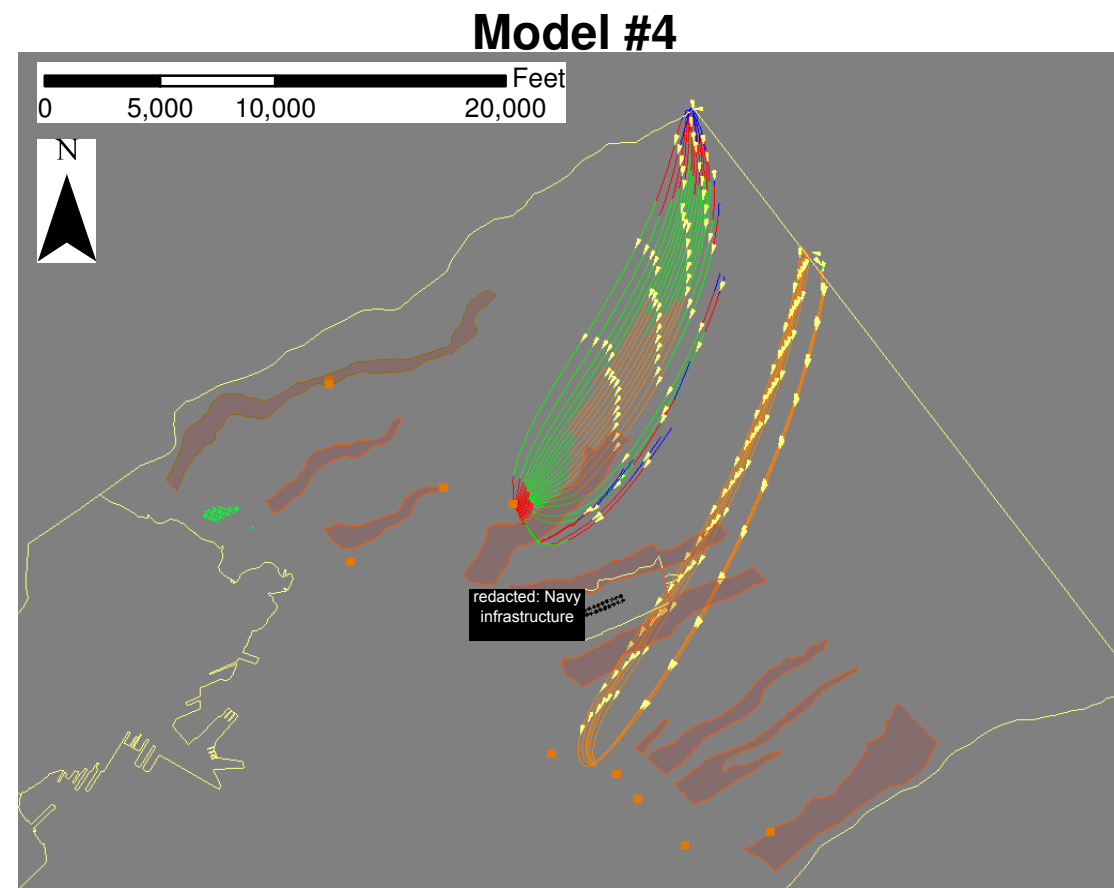 Model #4
Feet
0 5,000 10,000 20,000
N
redacted: Navy
infrastructure